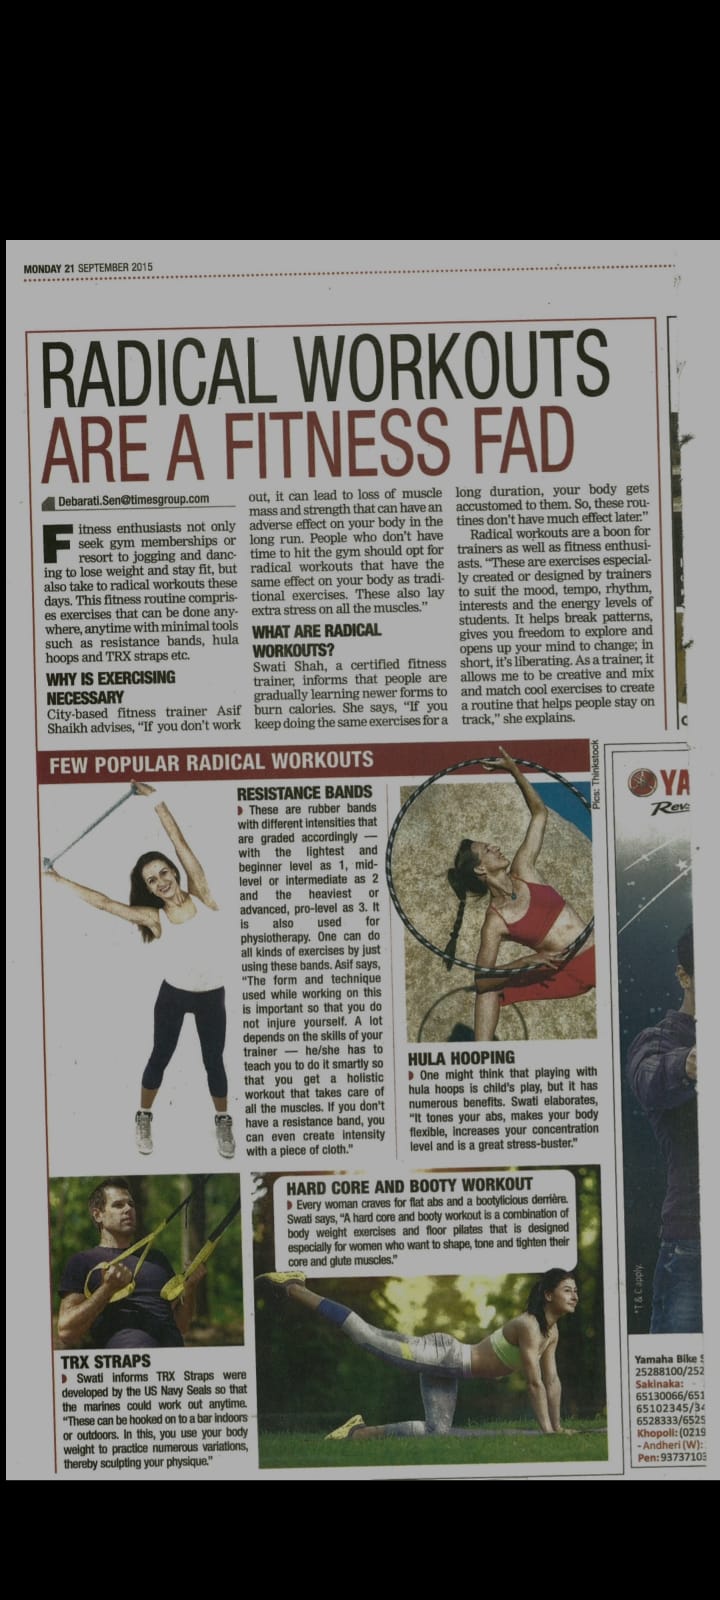 MONDAY 21 SEPTEMBER 2015
RADICAL WORKOUTS
ARE A FITNESS FAD
Debarati.Sen@timesgroup.com
Fitness enthusiasts not only
seek gym memberships or
resort to jogging and danc-
ing to lose weight and stay fit, but
also take to radical workouts these
days. This fitness routine compris-
es exercises that can be done any-
where, anytime with minimal tools
such as resistance bands, hula
hoops and TRX straps etc.
WHY IS EXERCISING
NECESSARY
City-based fitness trainer Asif
Shaikh advises, “If you don't work
out, it can lead to loss of muscle
mass and strength that can have an
adverse effect on your body in the
long run. People who don't have
time to hit the gym should opt for
radical workouts that have the
same effect on your body as tradi-
tional exercises. These also lay
extra stress on all the muscles.”
WHAT ARE RADICAL
WORKOUTS?
Swati Shah, a certified fitness
trainer, informs that people are
gradually learning newer forms to
burn calories. She says, “If you
keep doing the same exercises for a
long duration, your body gets
accustomed to them. So, these rou-
tines don't have much effect later.”
Radical workouts are a boon for
trainers as well as fitness enthusi-
asts. “These are exercises especial-
ly created or designed by trainers
to suit the mood, tempo, rhythm,
interests and the energy levels of
students. It helps break patterns,
gives you freedom to explore and
opens up your mind to change; in
short, it's liberating. As a trainer, it
allows me to be creative and mix
and match cool exercises to create
a routine that helps people stay on
track,” she explains.
FEW POPULAR RADICAL WORKOUTS
Pics: Thinkstock
RESISTANCE BANDS
These are rubber bands
with different intensities that
are graded accordingly —
with the lightest and
beginner level as 1, mid-
level or intermediate as 2
and the heaviest or
advanced, pro-level as 3. It
is also used for
physiotherapy. One can do
all kinds of exercises by just
using these bands. Asif says,
“The form and technique
used while working on this
is important so that you do
not injure yourself. A lot
depends on the skills of your
trainer — he/she has to
teach you to do it smartly so
that you get a holistic
workout that takes care of
all the muscles. If you don't
have a resistance band, you
can even create intensity
with a piece of cloth.”
HULA HOOPING
One might think that playing with
hula hoops is child's play, but it has
numerous benefits. Swati elaborates,
“It tones your abs, makes your body
flexible, increases your concentration
level and is a great stress-buster.”
HARD CORE AND BOOTY WORKOUT
Every woman craves for flat abs and a bootylicious derrière.
Swati says, “A hard core and booty workout is a combination of
body weight exercises and floor pilates that is designed
especially for women who want to shape, tone and tighten their
core and glute muscles.”
TRX STRAPS
Swati informs TRX Straps were
developed by the US Navy Seals so that
the marines could work out anytime.
“These can be hooked on to a bar indoors
or outdoors. In this, you use your body
weight to practice numerous variations,
thereby sculpting your physique.”
YA
Revs
*T & C apply.
Yamaha Bike S
25288100/252
Sakinaka:
65130066/651
65102345/34
6528333/6525
Khopoli: (0219
- Andheri (W):
Pen: 93737103